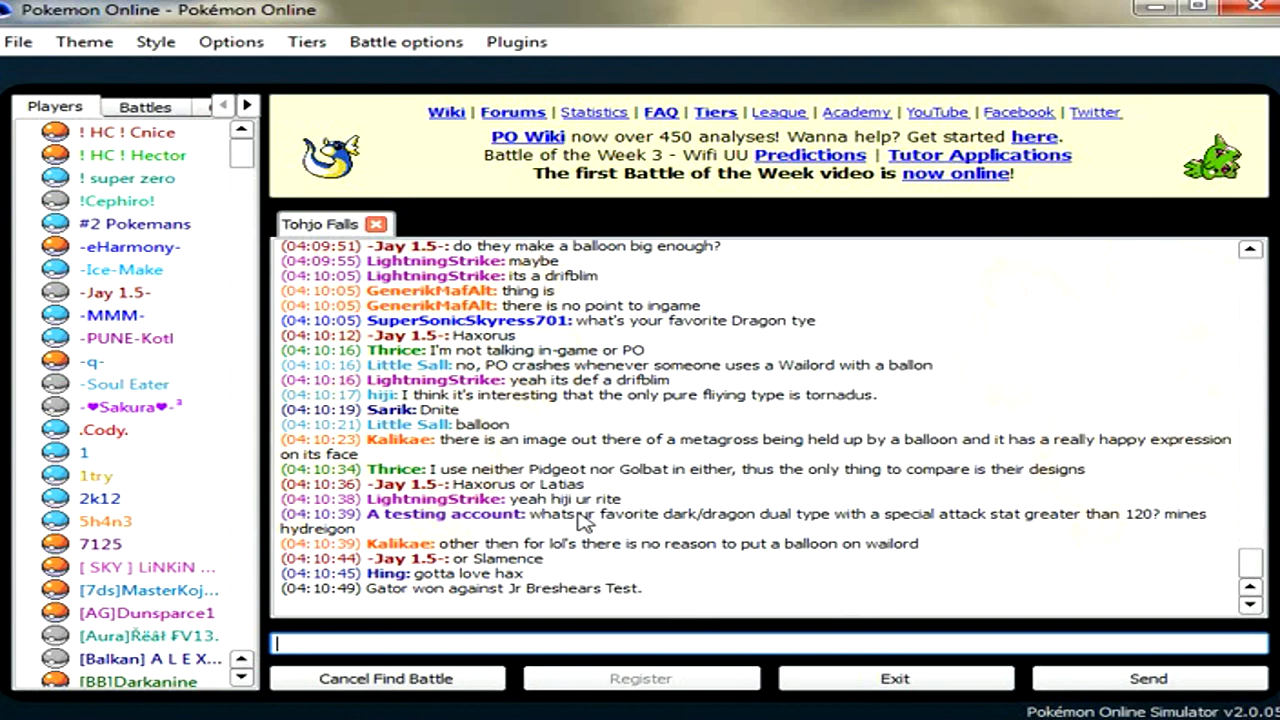 Pokemon Online - Pokémon Online
File Theme Style Options Tiers Battle options Plugins
Players Battles
! HC ! Cnice
! HC ! Hector
! super zero
!Cephiro!
#2 Pokemans
-eHarmony-
-Ice-Make
-Jay 1.5-
-MMM-
-PUNE-Kotl
-q-
-Soul Eater
-♥Sakura♥-³
.Cody.
1
1try
2k12
5h4n3
7125
[ SKY ] LiNKiN ...
[7ds]MasterKoj...
[AG]Dunsparce1
[Aura]Rëâł ₣V13.
[Balkan] A L E X...
[BB]Darkanine
Wiki | Forums | Statistics | FAQ | Tiers | League | Academy | YouTube | Facebook | Twitter
PO Wiki now over 450 analyses! Wanna help? Get started here.
Battle of the Week 3 - Wifi UU Predictions | Tutor Applications
The first Battle of the Week video is now online!
Tohjo Falls
(04:09:51) -Jay 1.5-: do they make a balloon big enough?
(04:09:55) LightningStrike: maybe
(04:10:05) LightningStrike: its a drifblim
(04:10:05) GenerikMafAlt: thing is
(04:10:05) GenerikMafAlt: there is no point to ingame
(04:10:05) SuperSonicSkyress701: what's your favorite Dragon tye
(04:10:12) -Jay 1.5-: Haxorus
(04:10:16) Thrice: I'm not talking in-game or PO
(04:10:16) Little Sall: no, PO crashes whenever someone uses a Wailord with a ballon
(04:10:16) LightningStrike: yeah its def a drifblim
(04:10:17) hiji: I think it's interesting that the only pure fliying type is tornadus.
(04:10:19) Sarik: Dnite
(04:10:21) Little Sall: balloon
(04:10:23) Kalikae: there is an image out there of a metagross being held up by a balloon and it has a really happy expression
on its face
(04:10:34) Thrice: I use neither Pidgeot nor Golbat in either, thus the only thing to compare is their designs
(04:10:36) -Jay 1.5-: Haxorus or Latias
(04:10:38) LightningStrike: yeah hiji ur rite
(04:10:39) A testing account: whats ur favorite dark/dragon dual type with a special attack stat greater than 120? mines
hydreigon
(04:10:39) Kalikae: other then for lol's there is no reason to put a balloon on wailord
(04:10:44) -Jay 1.5-: or Slamence
(04:10:45) Hing: gotta love hax
(04:10:49) Gator won against Jr Breshears Test.
Cancel Find Battle Register Exit Send
Pokémon Online Simulator v2.0.05